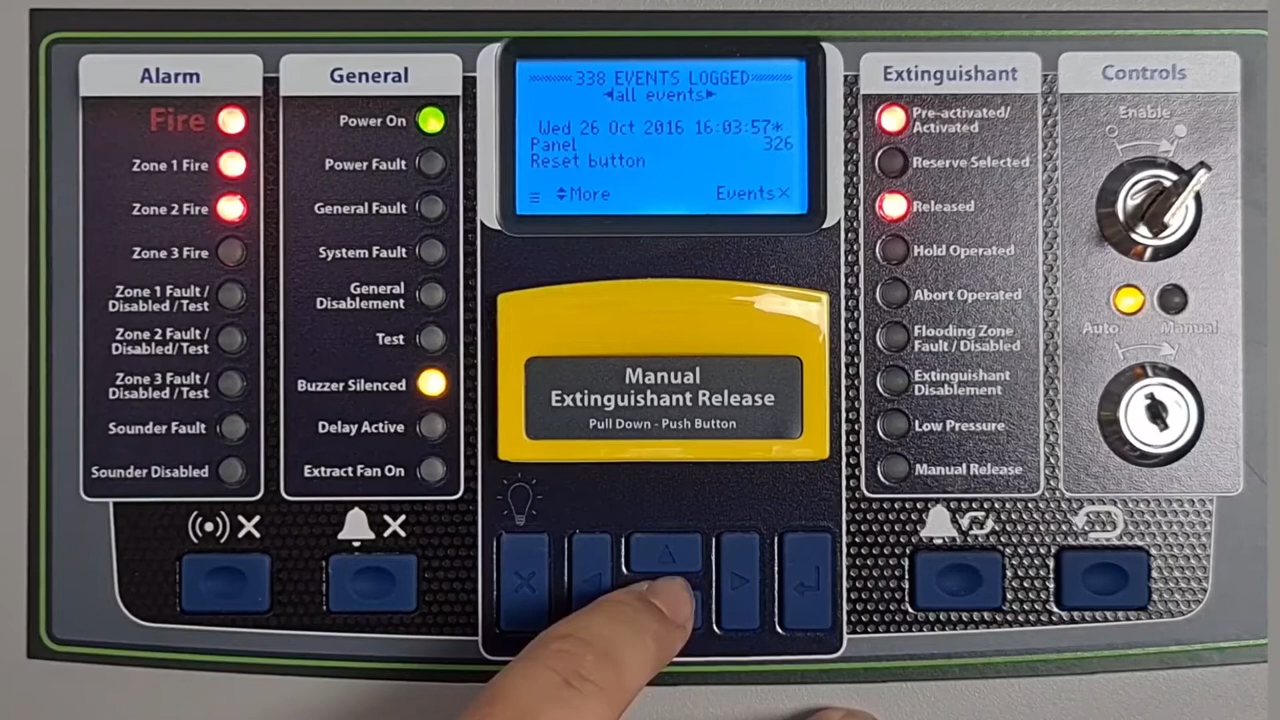 Alarm
Fire
Zone 1 Fire
Zone 2 Fire
Zone 3 Fire
Zone 1 Fault /
Disabled / Test
Zone 2 Fault /
Disabled / Test
Zone 3 Fault /
Disabled / Test
Sounder Fault
Sounder Disabled
General
Power On
Power Fault
General Fault
System Fault
General
Disablement
Test
Buzzer Silenced
Delay Active
Extract Fan On
338 EVENTS LOGGED
all events
Wed 26 Oct 2016 16:03:57*
Panel 326
Reset button
More Events
Manual
Extinguishant Release
Pull Down - Push Button
Extinguishant
Pre-activated/
Activated
Reserve Selected
Released
Hold Operated
Abort Operated
Flooding Zone
Fault / Disabled
Extinguishant
Disablement
Low Pressure
Manual Release
Controls
Enable
Auto Manual